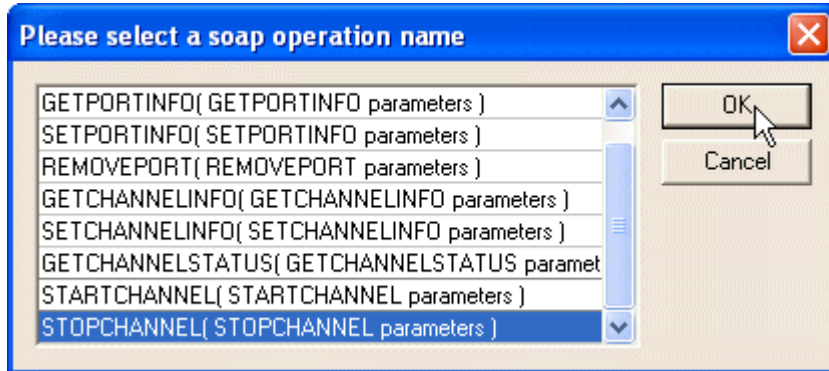 Please select a soap operation name
GETPORTINFO( GETPORTINFO parameters )
SETPORTINFO( SETPORTINFO parameters )
REMOVEPORT( REMOVEPORT parameters )
GETCHANNELINFO( GETCHANNELINFO parameters )
SETCHANNELINFO( SETCHANNELINFO parameters )
GETCHANNELSTATUS( GETCHANNELSTATUS paramet
STARTCHANNEL( STARTCHANNEL parameters )
STOPCHANNEL( STOPCHANNEL parameters )
OK
Cancel